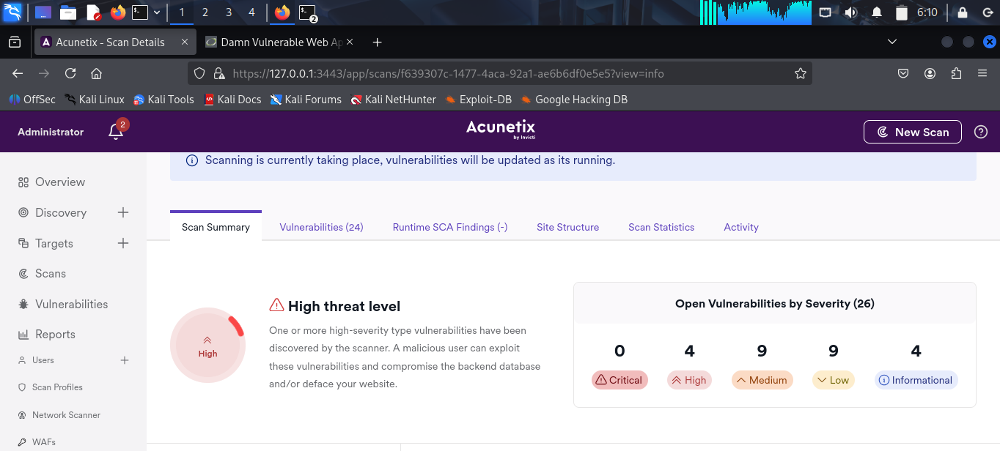 1 2 3 4 2 6:10
Acunetix - Scan Details Damn Vulnerable Web Ap
https://127.0.0.1:3443/app/scans/f639307c-1477-4aca-92a1-ae6b6df0e5e5?view=info
OffSec Kali Linux Kali Tools Kali Docs Kali Forums Kali NetHunter Exploit-DB Google Hacking DB
Administrator 2 Acunetix by Invicti New Scan
Scanning is currently taking place, vulnerabilities will be updated as its running.
Overview
Discovery
Targets
Scans
Vulnerabilities
Reports
Users
Scan Profiles
Network Scanner
WAFs
Scan Summary Vulnerabilities (24) Runtime SCA Findings (-) Site Structure Scan Statistics Activity
High
High threat level
One or more high-severity type vulnerabilities have been
discovered by the scanner. A malicious user can exploit
these vulnerabilities and compromise the backend database
and/or deface your website.
Open Vulnerabilities by Severity (26)
0 4 9 9 4
Critical High Medium Low Informational